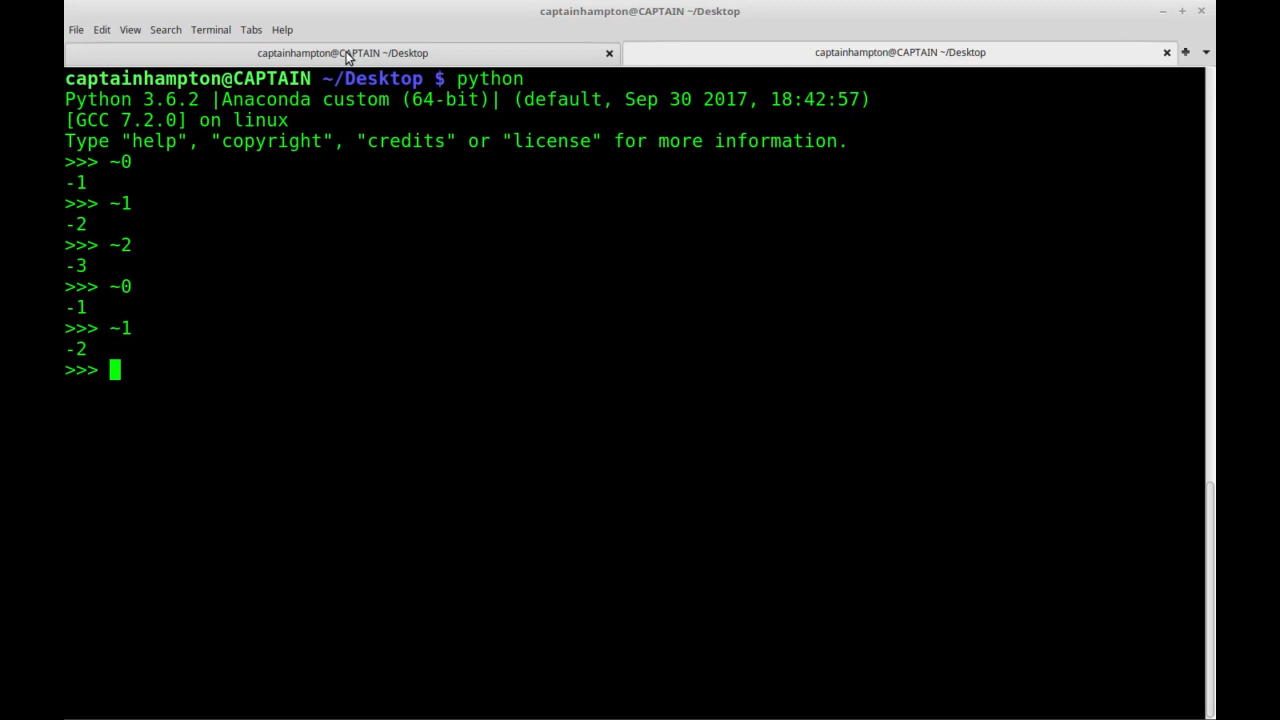 captainhampton@CAPTAIN ~/Desktop
File Edit View Search Terminal Tabs Help
captainhampton@CAPTAIN ~/Desktop captainhampton@CAPTAIN ~/Desktop
captainhampton@CAPTAIN ~/Desktop $ python
Python 3.6.2 |Anaconda custom (64-bit)| (default, Sep 30 2017, 18:42:57)
[GCC 7.2.0] on linux
Type "help", "copyright", "credits" or "license" for more information.
>>> ~0
-1
>>> ~1
-2
>>> ~2
-3
>>> ~0
-1
>>> ~1
-2
>>>